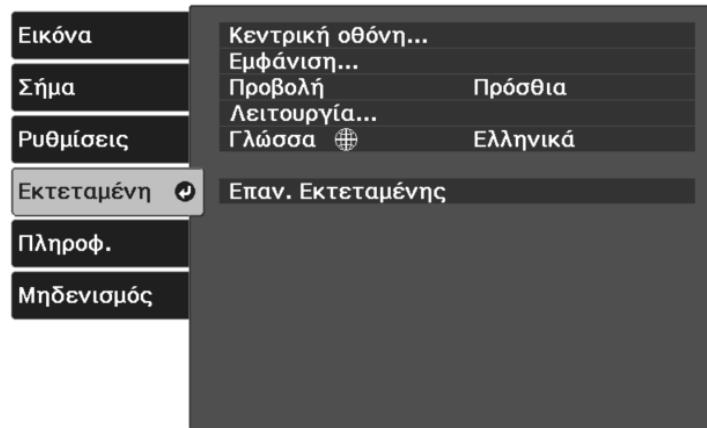 Εικόνα
Σήμα
Ρυθμίσεις
Εκτεταμένη
Πληροφ.
Μηδενισμός
Κεντρική οθόνη...
Εμφάνιση...
Προβολή Πρόσθια
Λειτουργία...
Γλώσσα Ελληνικά
Επαν. Εκτεταμένης